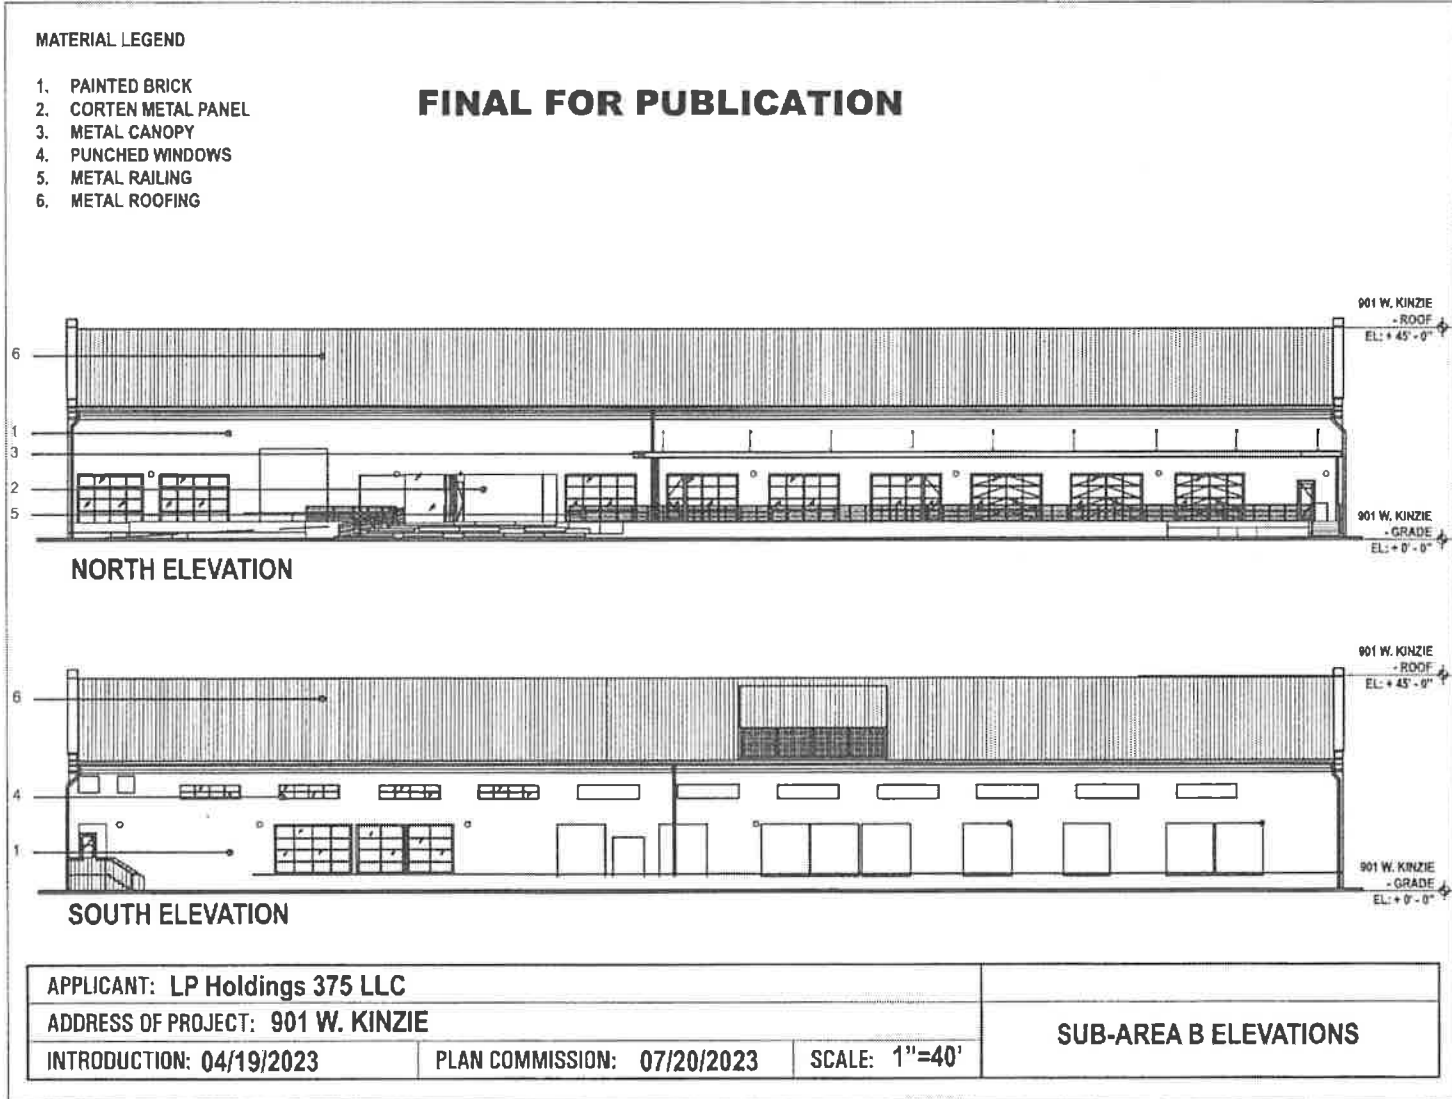 MATERIAL LEGEND
1. PAINTED BRICK
2. CORTEN METAL PANEL
3. METAL CANOPY
4. PUNCHED WINDOWS
5. METAL RAILING
6. METAL ROOFING
FINAL FOR PUBLICATION
901 W. KINZIE
- ROOF
EL: + 45' - 0"
6
1
3
2
5
901 W. KINZIE
- GRADE
EL: + 0' - 0"
NORTH ELEVATION
901 W. KINZIE
- ROOF
EL: + 45' - 0"
6
4
1
901 W. KINZIE
- GRADE
EL: + 0' - 0"
SOUTH ELEVATION
APPLICANT: LP Holdings 375 LLC
ADDRESS OF PROJECT: 901 W. KINZIE
INTRODUCTION: 04/19/2023 PLAN COMMISSION: 07/20/2023 SCALE: 1"=40'
SUB-AREA B ELEVATIONS